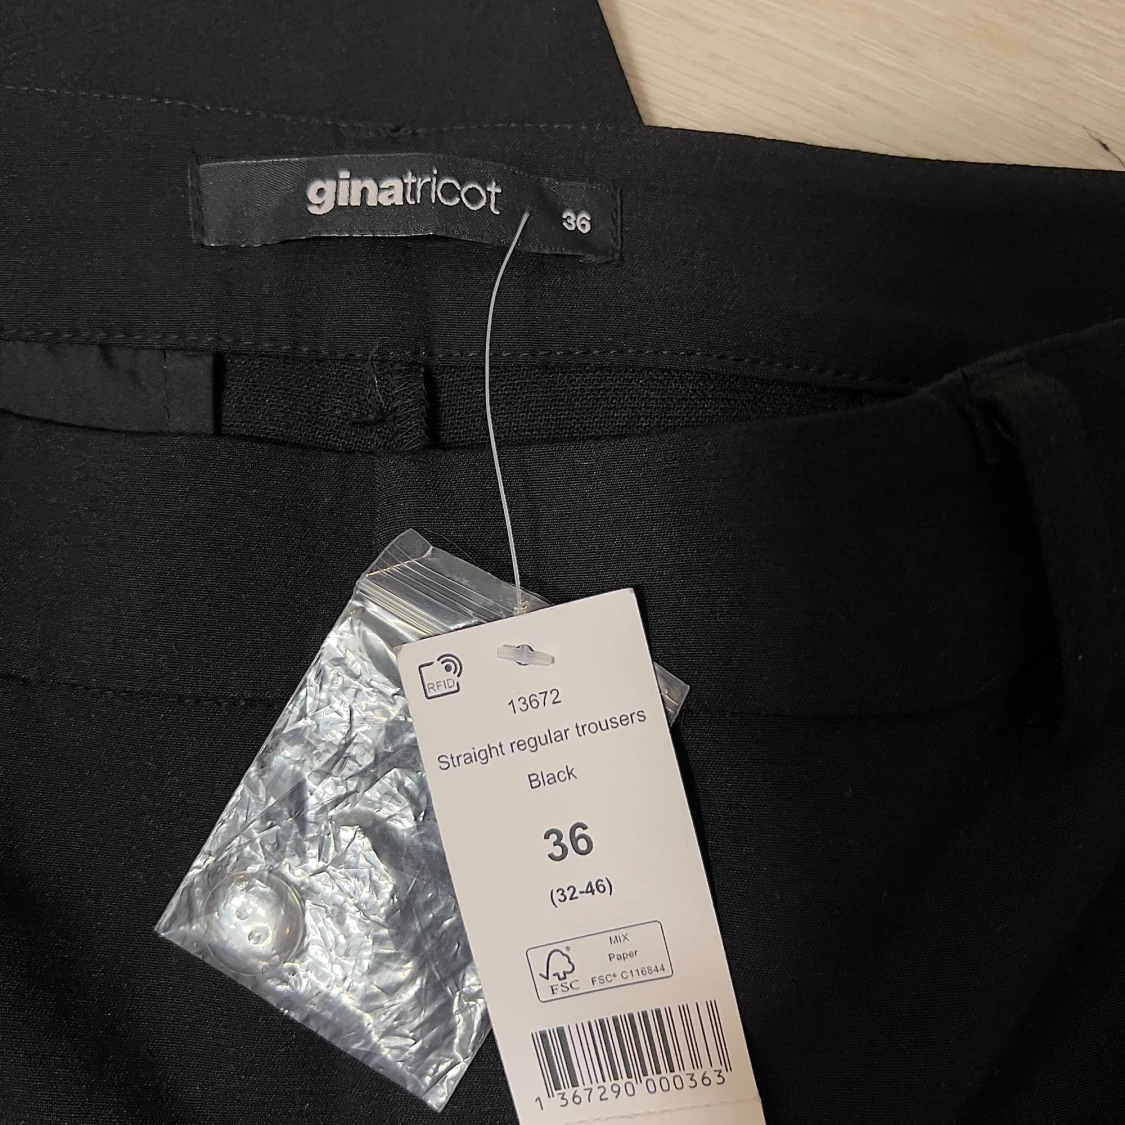 ginatricot
36
RFID
13672
Straight regular trousers
Black
36
(32-46)
MIX
Paper
FSC® C116844
FSC
1 367290 000363